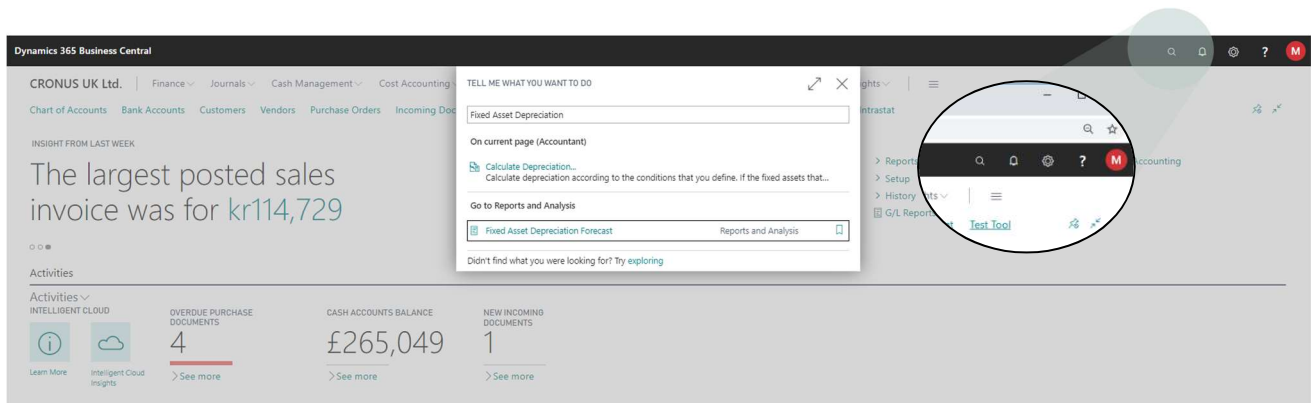 Dynamics 365 Business Central
? M
CRONUS UK Ltd. Finance Journals Cash Management Cost Accounting
Chart of Accounts Bank Accounts Customers Vendors Purchase Orders Incoming Doc
ghts
ntrastat
TELL ME WHAT YOU WANT TO DO
Fixed Asset Depreciation
On current page (Accountant)
Calculate Depreciation...
Calculate depreciation according to the conditions that you define. If the fixed assets that...
Go to Reports and Analysis
Fixed Asset Depreciation Forecast Reports and Analysis
Didn't find what you were looking for? Try exploring
INSIGHT FROM LAST WEEK
The largest posted sales
invoice was for kr114,729
> Reports
> Setup
> History
G/L Reports
Accounting
? M
hts
Test Tool
Activities
Activities
INTELLIGENT CLOUD
Learn More
Intelligent Cloud
Insights
OVERDUE PURCHASE
DOCUMENTS
4
>See more
CASH ACCOUNTS BALANCE
£265,049
>See more
NEW INCOMING
DOCUMENTS
1
>See more